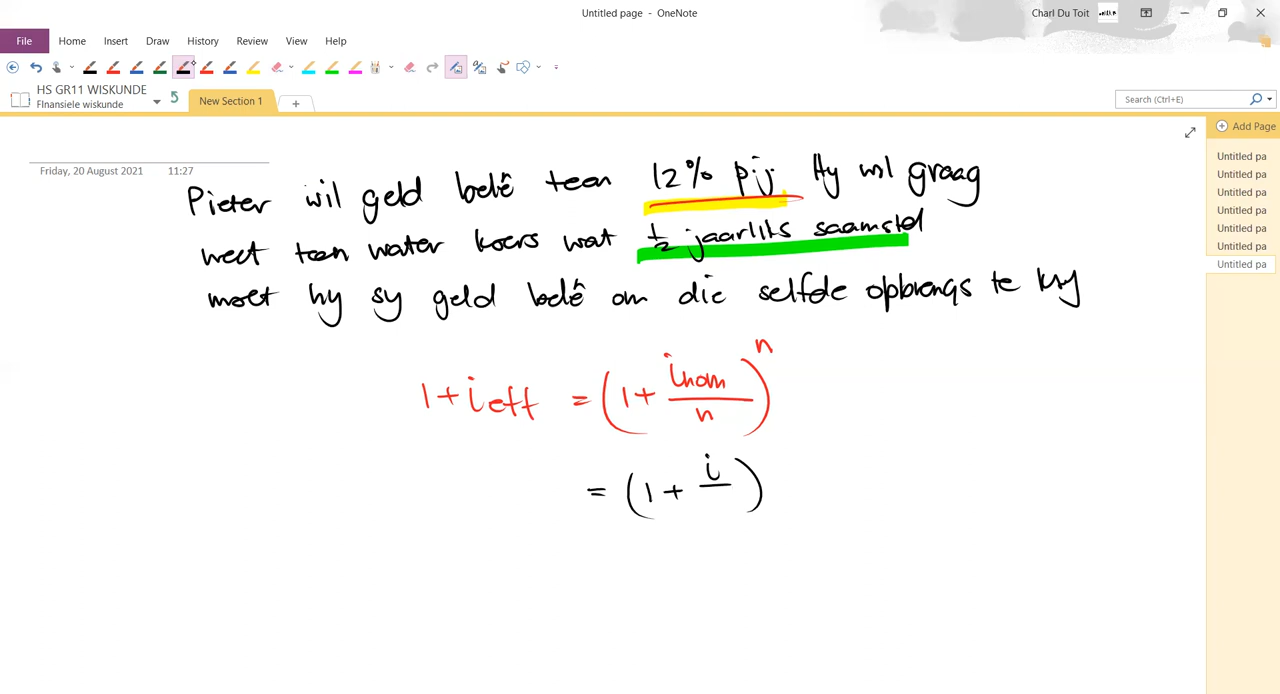 Untitled page - OneNote
Charl Du Toit
File Home Insert Draw History Review View Help
HS GR11 WISKUNDE
FInansiele wiskunde
New Section 1
Search (Ctrl+E)
Add Page
Untitled pa
Untitled pa
Untitled pa
Untitled pa
Untitled pa
Untitled pa
Untitled pa
Friday, 20 August 2021 11:27
Pieter wil geld belê teen 12% pjj Hy wil graag
weet teen watter koers wat 1/2 jaarliks saamstel
moet hy sy geld belê om die selfde opbrengs te kry
1 + i eff = (1 + i nom / n)^n
= (1 + i / )